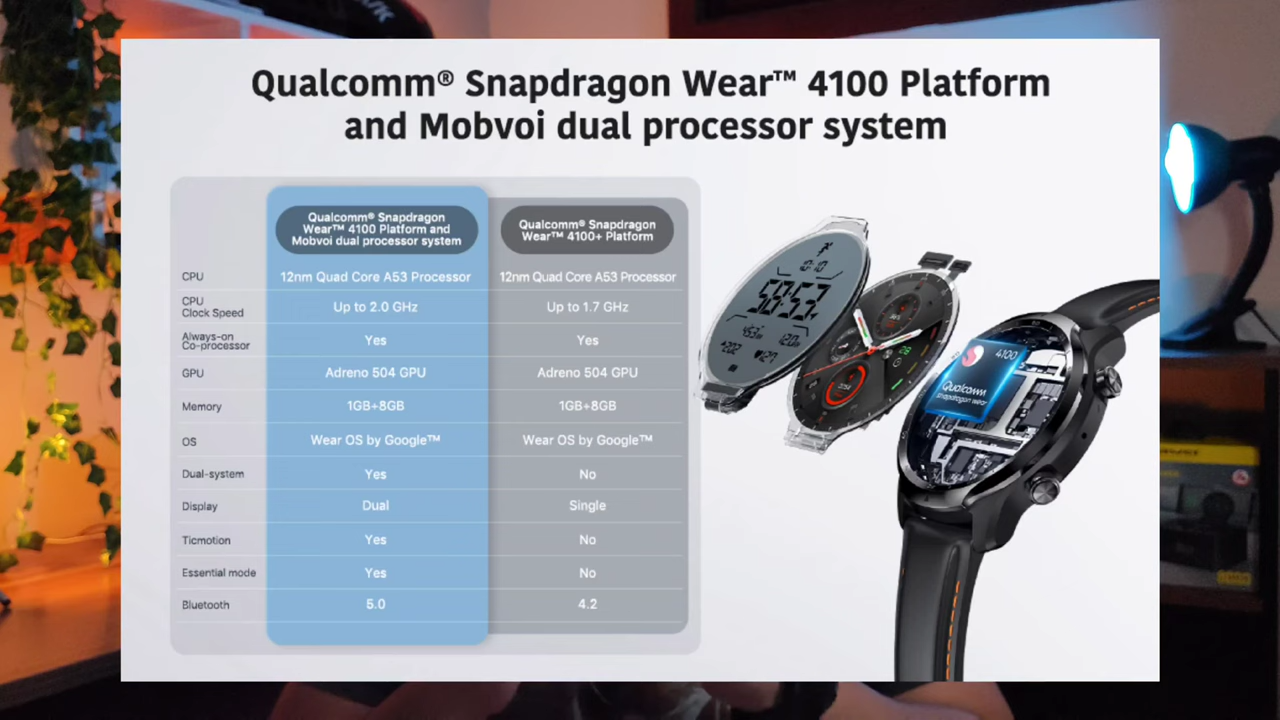 Qualcomm® Snapdragon Wear™ 4100 Platform
and Mobvoi dual processor system
Qualcomm® Snapdragon
Wear™ 4100 Platform and
Mobvoi dual processor system
Qualcomm® Snapdragon
Wear™ 4100+ Platform
CPU 12nm Quad Core A53 Processor 12nm Quad Core A53 Processor
CPU
Clock Speed Up to 2.0 GHz Up to 1.7 GHz
Always-on
Co-processor Yes Yes
GPU Adreno 504 GPU Adreno 504 GPU
Memory 1GB+8GB 1GB+8GB
OS Wear OS by Google™ Wear OS by Google™
Dual-system Yes No
Display Dual Single
Ticmotion Yes No
Essential mode Yes No
Bluetooth 5.0 4.2
10:10
58:53
4100
Qualcomm
snapdragon wear